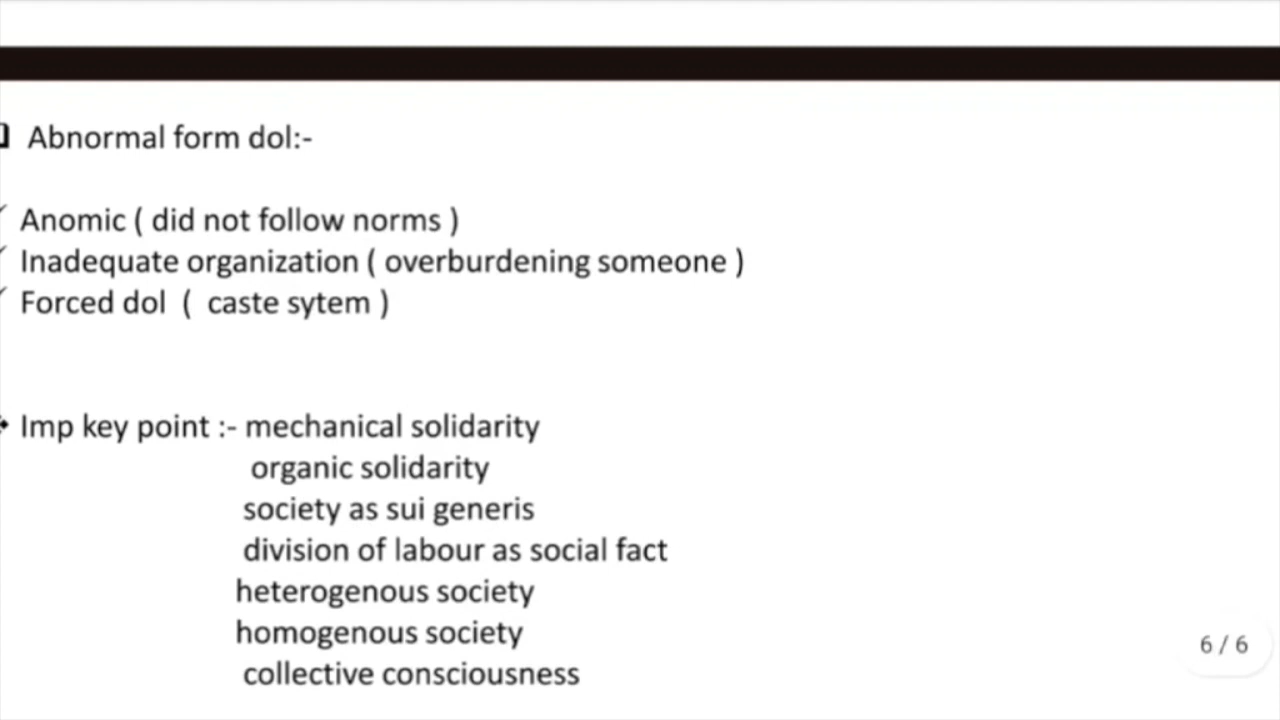 Abnormal form dol:-
Anomic ( did not follow norms )
Inadequate organization ( overburdening someone )
Forced dol ( caste sytem )
Imp key point :- mechanical solidarity
organic solidarity
society as sui generis
division of labour as social fact
heterogenous society
homogenous society
collective consciousness
6 / 6